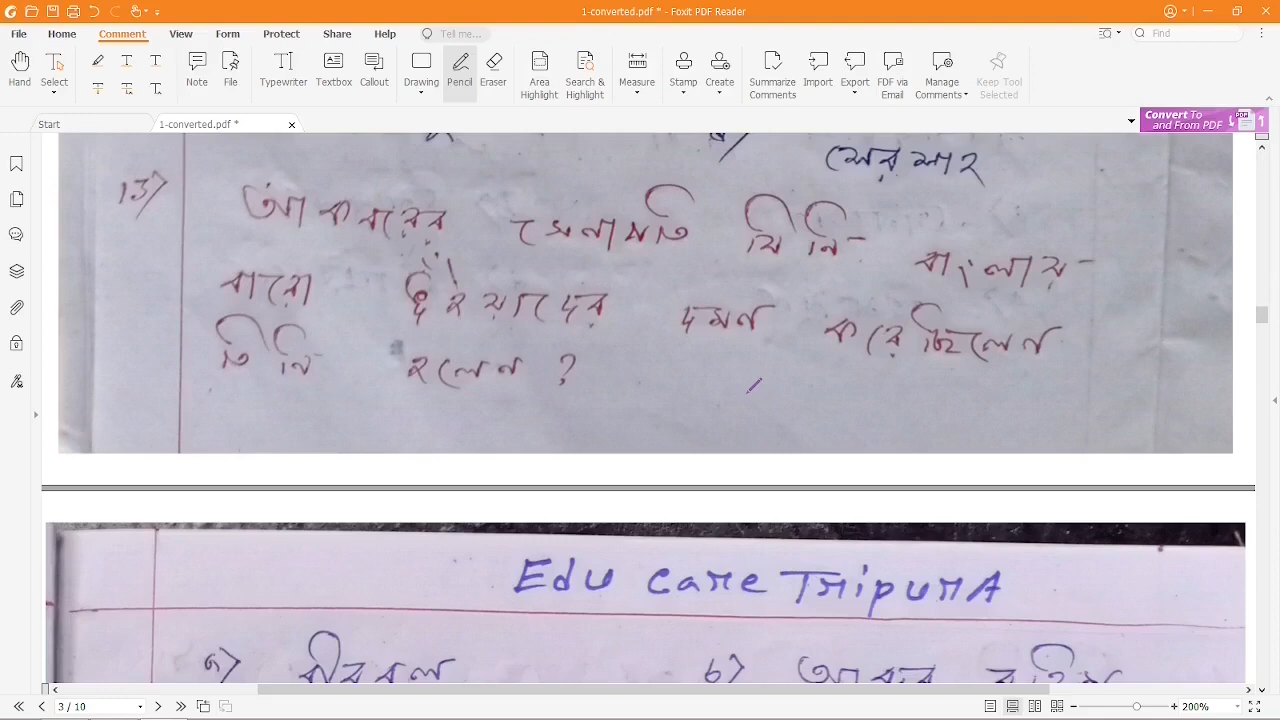 1-converted.pdf * - Foxit PDF Reader
File Home Comment View Form Protect Share Help Tell me... Find
Hand Select Note File Typewriter Textbox Callout Drawing Pencil Eraser Area Highlight Search & Highlight Measure Stamp Create Summarize Comments Import Export FDF via Email Manage Comments Keep Tool Selected
Start 1-converted.pdf * Convert To and From PDF
শেরশাহ
13)
আকবরের সেনাপতি যিনি বাংলায়
বারো ভূঁইয়াদের দমন করেছিলেন
তিনি হলেন ?
Edu Care TripurA
a) বীরবল b)
3 / 10 200%